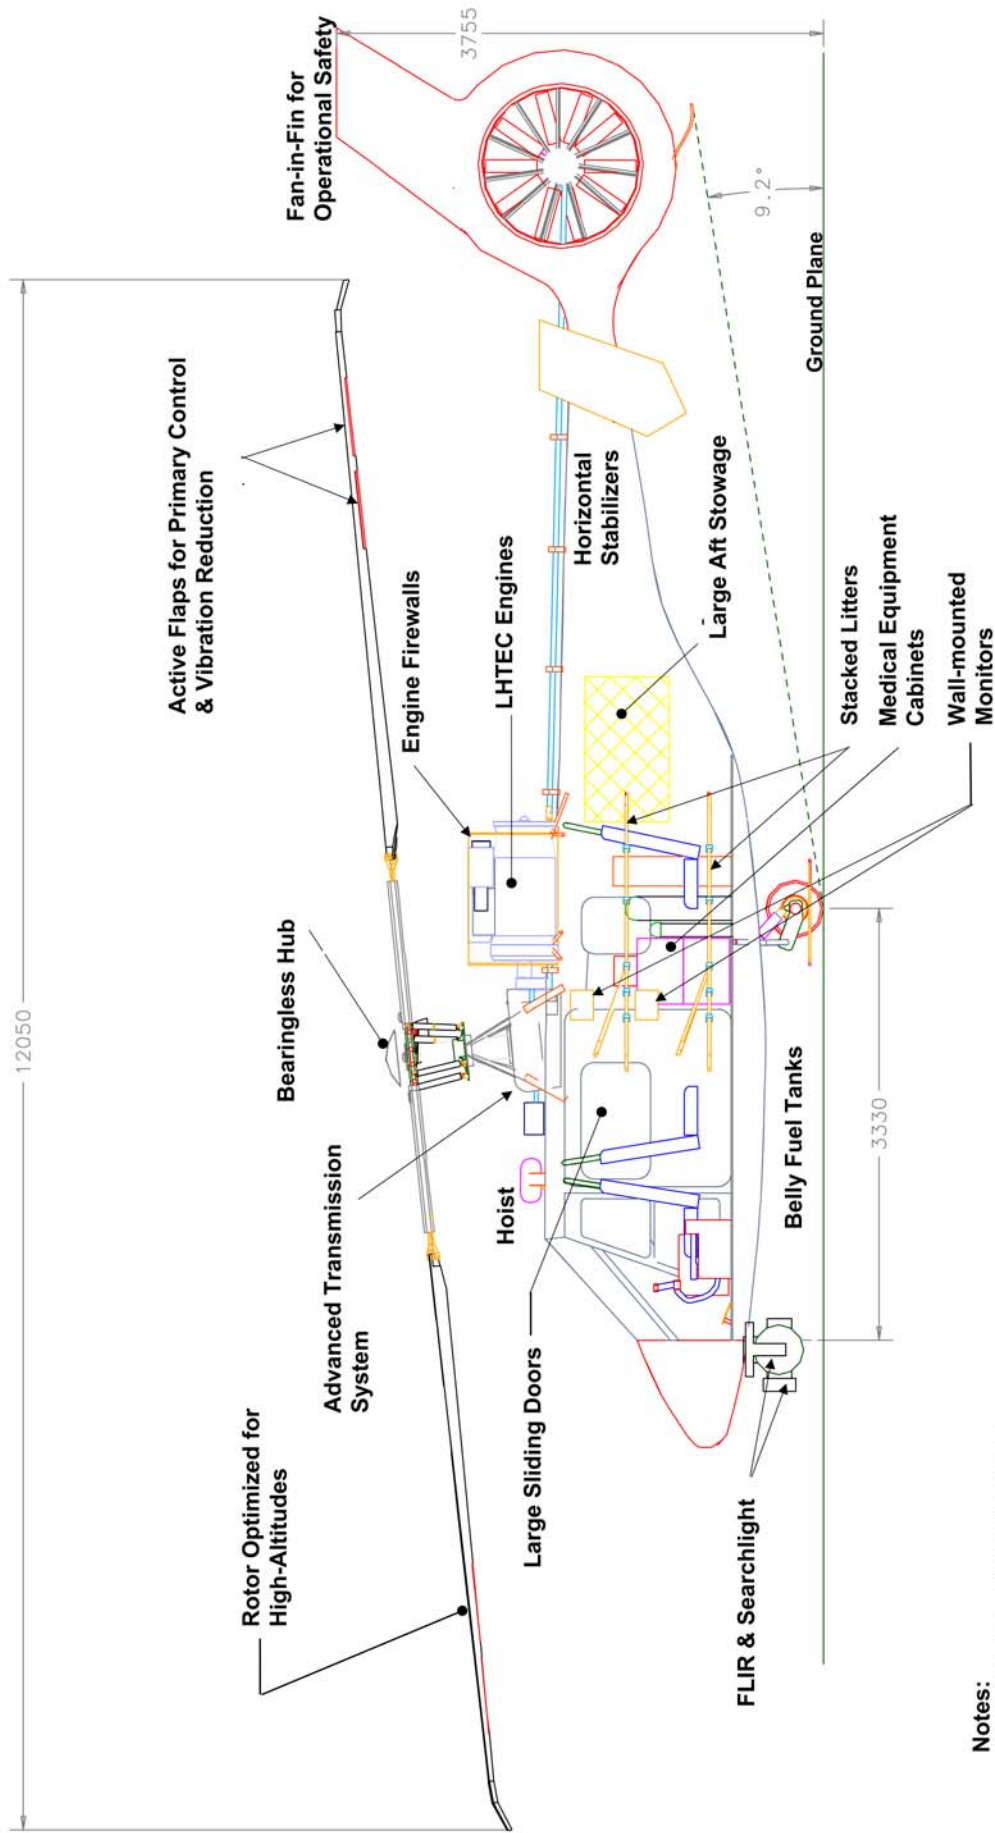 12050
Fan-in-Fin for
Operational Safety
3755
Active Flaps for Primary Control
& Vibration Reduction
Rotor Optimized for
High-Altitudes
Bearingless Hub
Advanced Transmission
System
Engine Firewalls
LHTEC Engines
Hoist
Large Sliding Doors
Horizontal
Stabilizers
Large Aft Stowage
9.2°
Ground Plane
FLIR & Searchlight
Belly Fuel Tanks
3330
Stacked Litters
Medical Equipment
Cabinets
Wall-mounted
Monitors
Notes: